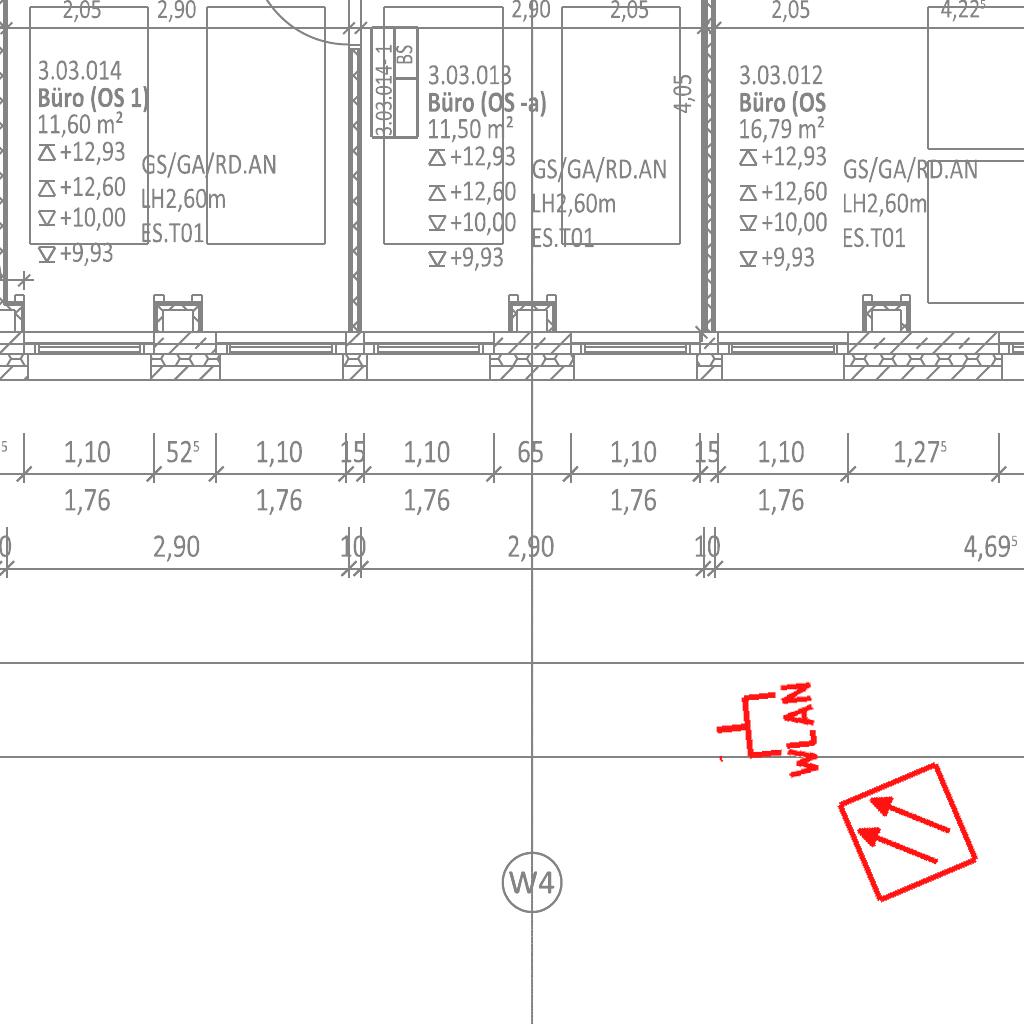 2,05
2,90
2,90
2,05
2,05
4,22⁵
3.03.014
Büro (OS 1)
11,60 m²
+12,93
+12,60
+10,00
+9,93
GS/GA/RD.AN
LH2,60m
ES.T01
3.03.014- 1
BS
3.03.013
Büro (OS -a)
11,50 m²
+12,93
+12,60
+10,00
+9,93
GS/GA/RD.AN
LH2,60m
ES.T01
4,05
3.03.012
Büro (OS
16,79 m²
+12,93
+12,60
+10,00
+9,93
GS/GA/RD.AN
LH2,60m
ES.T01
5 1,10 52⁵ 1,10 15 1,10 65 1,10 15 1,10 1,27⁵
1,76 1,76 1,76 1,76 1,76
0 2,90 10 2,90 10 4,69⁵
WLAN
W4